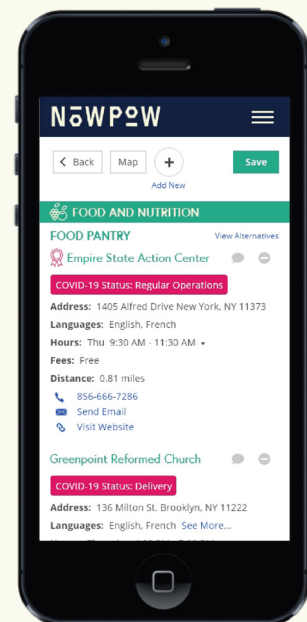 NŌWPOW
Back
Map
+
Save
Add New
FOOD AND NUTRITION
FOOD PANTRY
View Alternatives
Empire State Action Center
COVID-19 Status: Regular Operations
Address: 1405 Alfred Drive New York, NY 11373
Languages: English, French
Hours: Thu 9:30 AM - 11:30 AM
Fees: Free
Distance: 0.81 miles
856-666-7286
Send Email
Visit Website
Greenpoint Reformed Church
COVID-19 Status: Delivery
Address: 136 Milton St. Brooklyn, NY 11222
Languages: English, French See More...